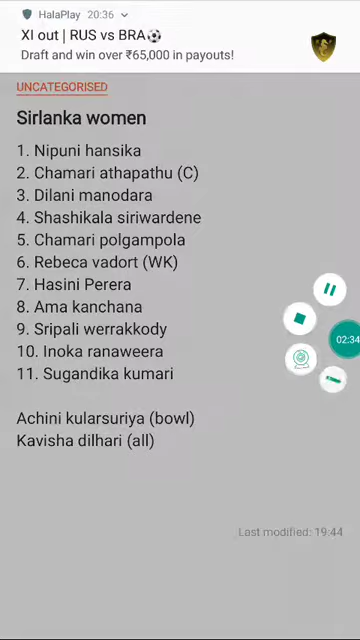 HalaPlay 20:36
XI out | RUS vs BRA⚽
Draft and win over ₹65,000 in payouts!
UNCATEGORISED
Sirlanka women
1. Nipuni hansika
2. Chamari athapathu (C)
3. Dilani manodara
4. Shashikala siriwardene
5. Chamari polgampola
6. Rebeca vadort (WK)
7. Hasini Perera
8. Ama kanchana
9. Sripali werrakkody
10. Inoka ranaweera
11. Sugandika kumari
02:34
Achini kularsuriya (bowl)
Kavisha dilhari (all)
Last modified: 19:44